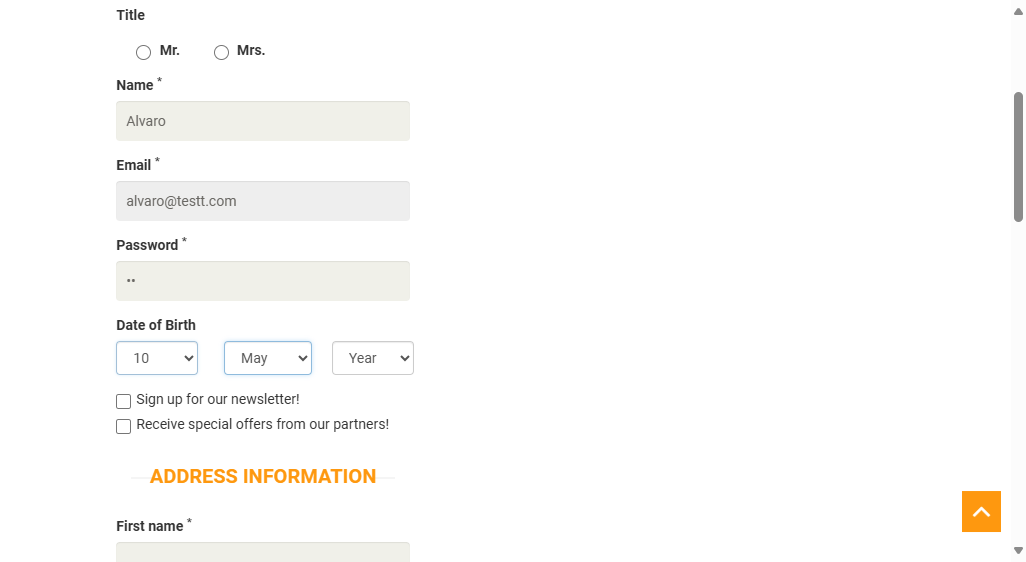 Title
Mr. Mrs.
Name *
Alvaro
Email *
alvaro@testt.com
Password *
••
Date of Birth
10 May Year
Sign up for our newsletter!
Receive special offers from our partners!
ADDRESS INFORMATION
First name *